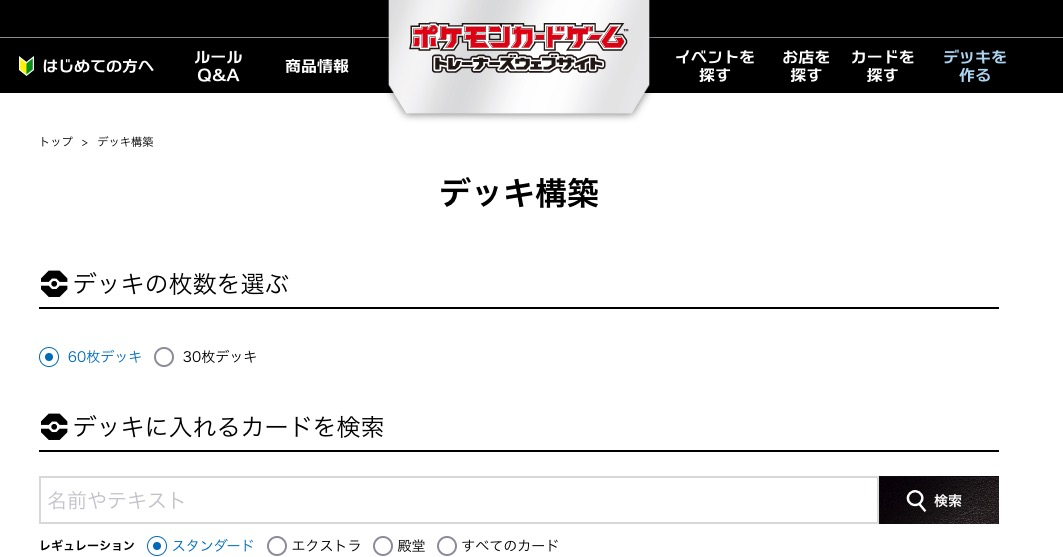 はじめての方へ
ルール
Q&A
商品情報
ポケモンカードゲーム
トレーナーズウェブサイト
イベントを
探す
お店を
探す
カードを
探す
デッキを
作る
トップ > デッキ構築
デッキ構築
デッキの枚数を選ぶ
60枚デッキ 30枚デッキ
デッキに入れるカードを検索
名前やテキスト 検索
レギュレーション スタンダード エクストラ 殿堂 すべてのカード